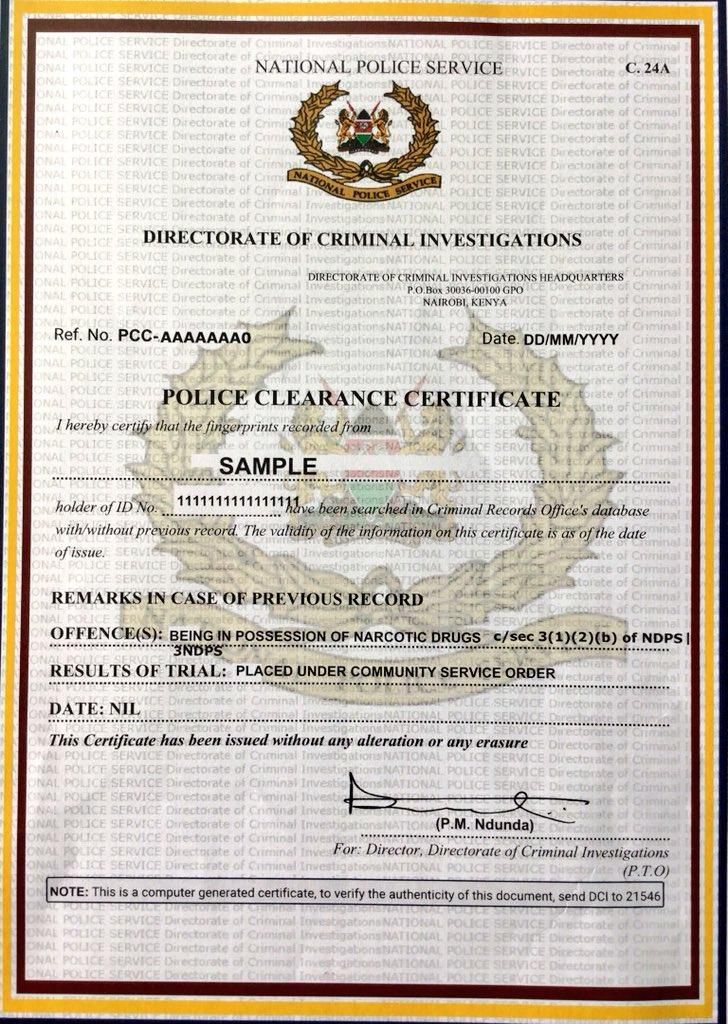 NATIONAL POLICE SERVICE
C. 24A
NATIONAL POLICE SERVICE
DIRECTORATE OF CRIMINAL INVESTIGATIONS
DIRECTORATE OF CRIMINAL INVESTIGATIONS HEADQUARTERS
P.O.Box 30036-00100 GPO
NAIROBI, KENYA
Ref. No. PCC-AAAAAAA0
Date. DD/MM/YYYY
POLICE CLEARANCE CERTIFICATE
I hereby certify that the fingerprints recorded from
SAMPLE
holder of ID No. 1111111111111111 have been searched in Criminal Records Office's database
with/without previous record. The validity of the information on this certificate is as of the date
of issue.
REMARKS IN CASE OF PREVIOUS RECORD
OFFENCE(S): BEING IN POSSESSION OF NARCOTIC DRUGS c/sec 3(1)(2)(b) of NDPS |
3NDPS
RESULTS OF TRIAL: PLACED UNDER COMMUNITY SERVICE ORDER
DATE: NIL
This Certificate has been issued without any alteration or any erasure
(P.M. Ndunda)
For: Director, Directorate of Criminal Investigations
(P.T.O)
NOTE: This is a computer generated certificate, to verify the authenticity of this document, send DCI to 21546